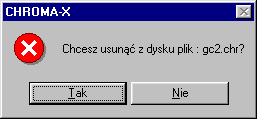 CHROMA-X
Chcesz usunąć z dysku plik : gc2.chr?
Tak
Nie